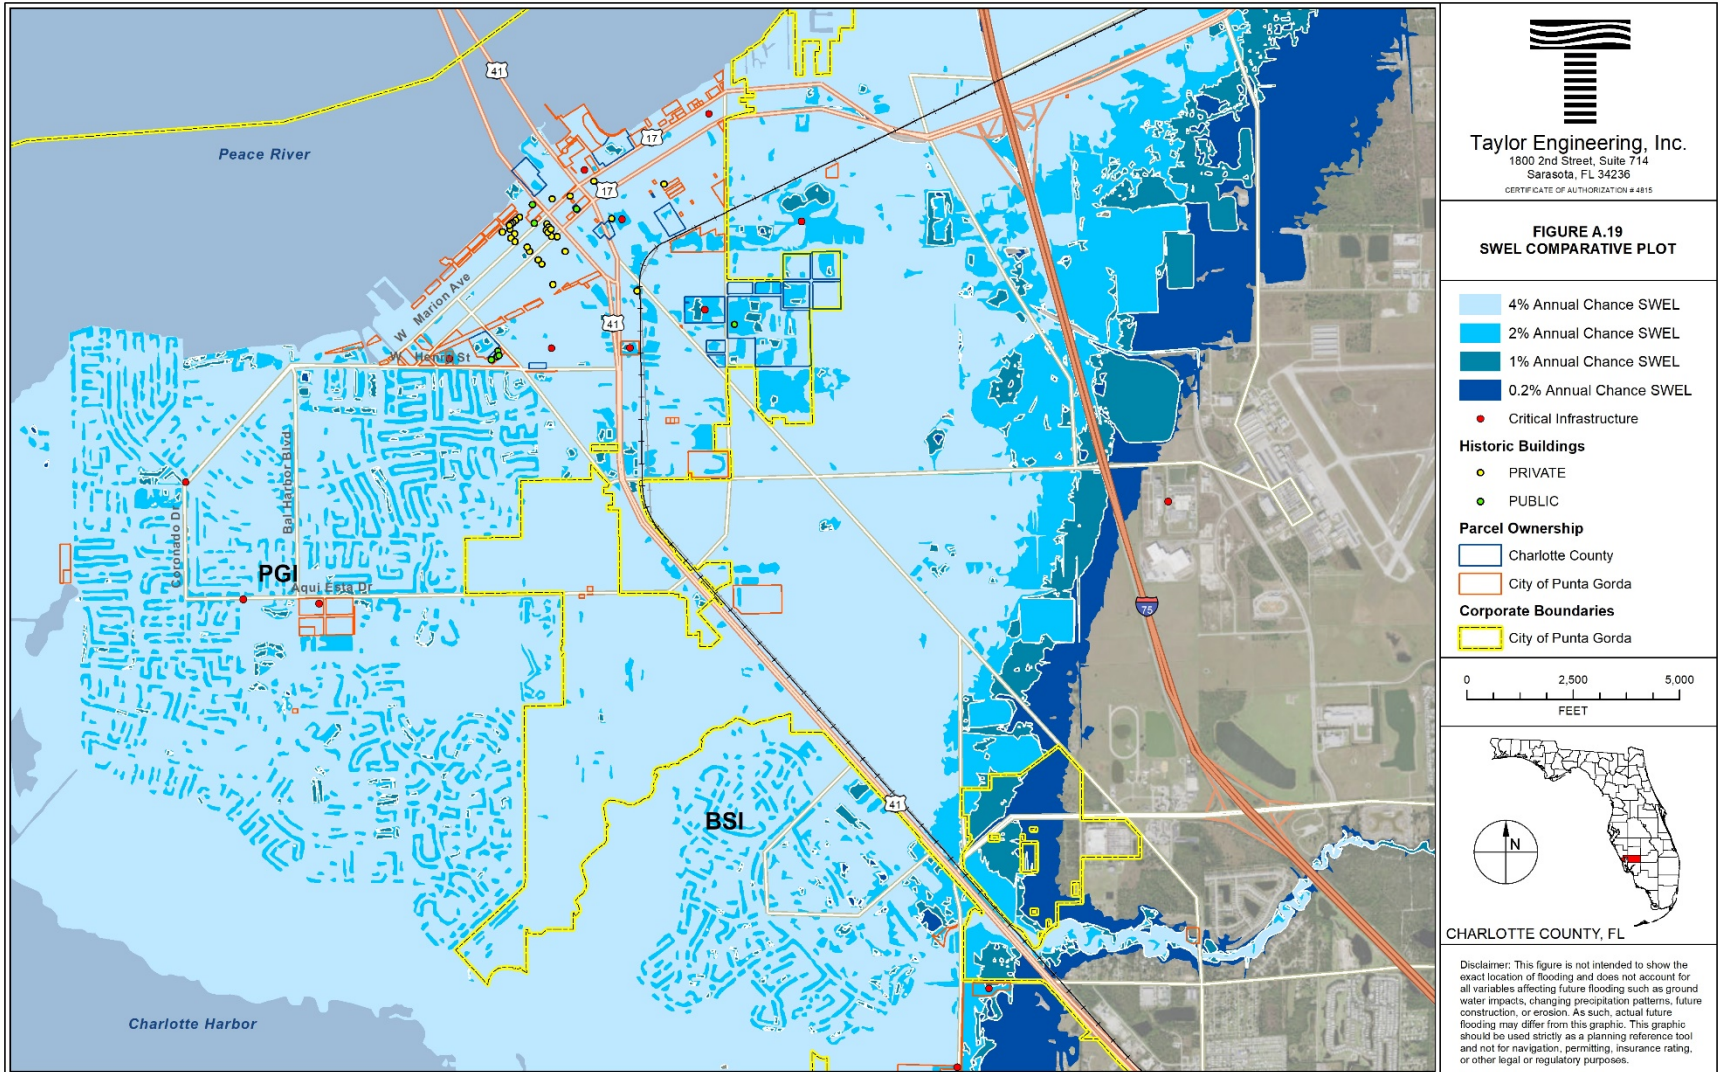 41
17
17
Peace River
W Marion Ave
41
W Henry St
Bal Harbor Blvd
Coronado Dr
PGI
Aqui Esta Dr
75
41
BSI
Charlotte Harbor
Taylor Engineering, Inc.
1800 2nd Street, Suite 714
Sarasota, FL 34236
CERTIFICATE OF AUTHORIZATION # 4815
FIGURE A.19
SWEL COMPARATIVE PLOT
4% Annual Chance SWEL
2% Annual Chance SWEL
1% Annual Chance SWEL
0.2% Annual Chance SWEL
Critical Infrastructure
Historic Buildings
PRIVATE
PUBLIC
Parcel Ownership
Charlotte County
City of Punta Gorda
Corporate Boundaries
City of Punta Gorda
0 2,500 5,000
FEET
N
CHARLOTTE COUNTY, FL
Disclaimer: This figure is not intended to show the
exact location of flooding and does not account for
all variables affecting future flooding such as ground
water impacts, changing precipitation patterns, future
construction, or erosion. As such, actual future
flooding may differ from this graphic. This graphic
should be used strictly as a planning reference tool
and not for navigation, permitting, insurance rating,
or other legal or regulatory purposes.